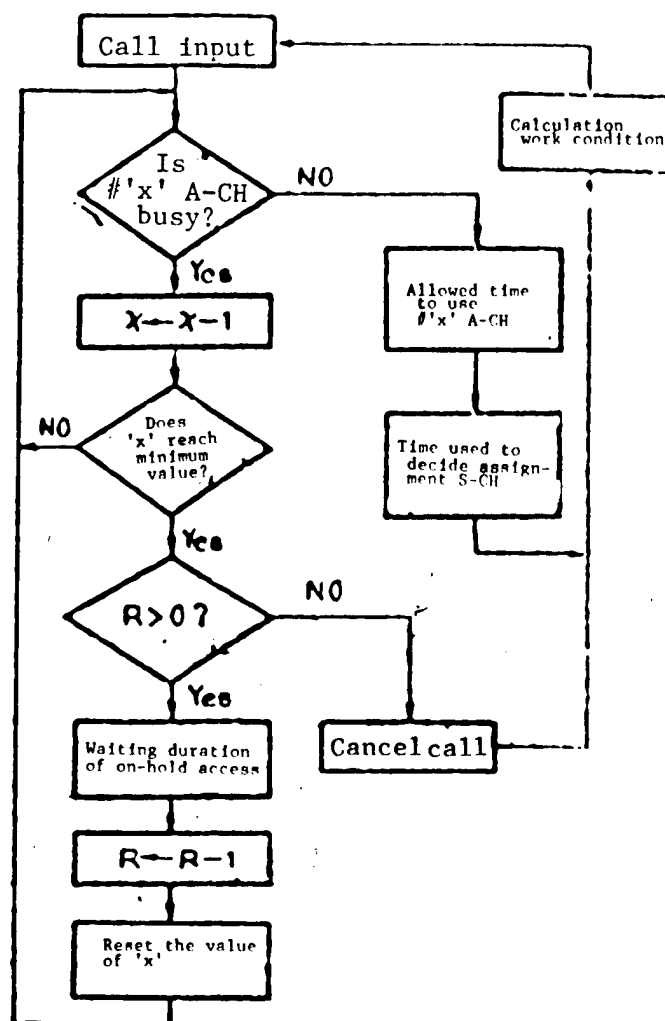 Call input
Calculation
work condition
Is
#'x' A-CH
busy?
NO
Yes
Allowed time
to use
#'x' A-CH
X←X-1
Does
'x' reach
minimum
value?
NO
Time used to
decide assign-
ment S-CH
Yes
R>0?
NO
Yes
Waiting duration
of on-hold access
Cancel call
R←R-1
Reset the value
of 'x'